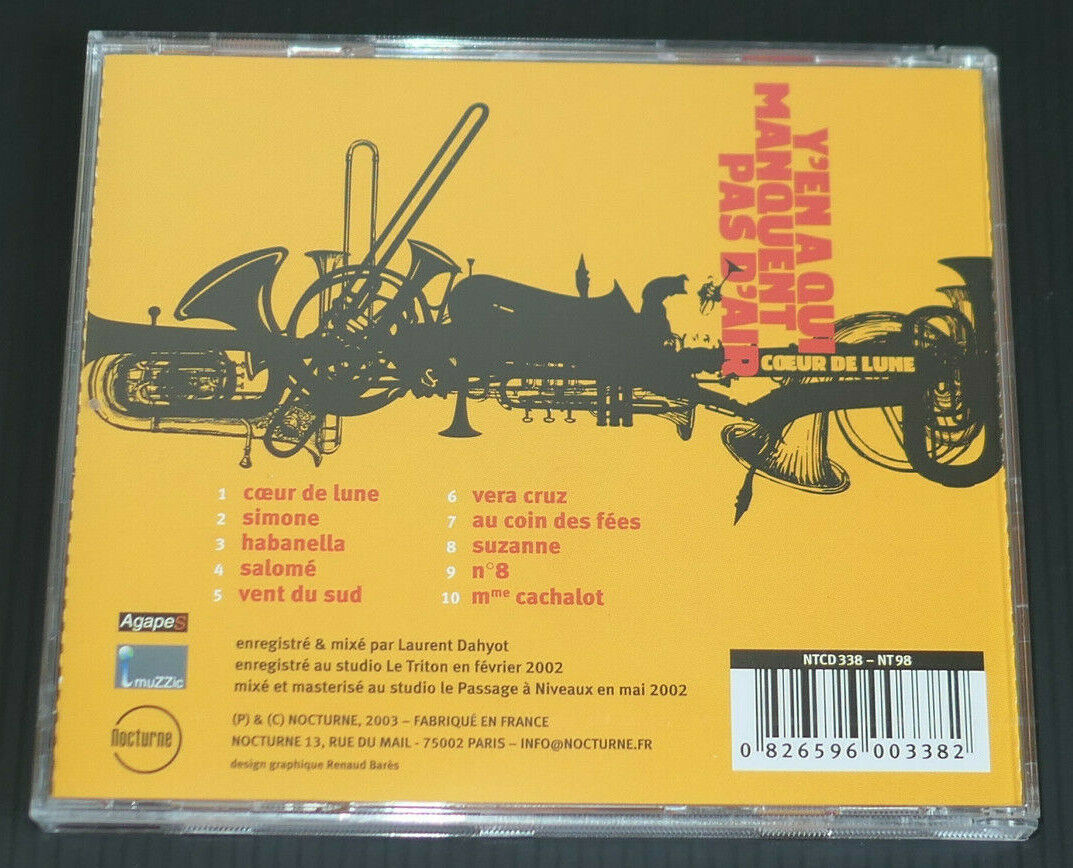 Y'EN A QUI
MANQUENT
PAS D'AIR
CŒUR DE LUNE
1 cœur de lune
2 simone
3 habanella
4 salomé
5 vent du sud
6 vera cruz
7 au coin des fées
8 suzanne
9 n°8
10 mme cachalot
AgapeS
i muZZic
Nocturne
enregistré & mixé par Laurent Dahyot
enregistré au studio Le Triton en février 2002
mixé et masterisé au studio le Passage à Niveaux en mai 2002
(P) & (C) NOCTURNE, 2003 – FABRIQUÉ EN FRANCE
NOCTURNE 13, RUE DU MAIL - 75002 PARIS – INFO@NOCTURNE.FR
design graphique Renaud Barès
NTCD 338 – NT 98
0 826596 003382